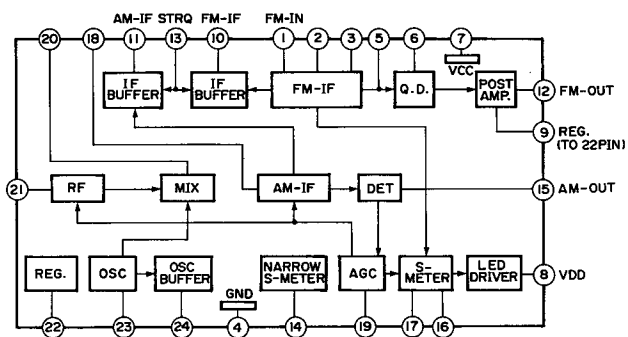 AM-IF STRQ FM-IF FM-IN
20 18 11 13 10 1 2 3 5 6 7
VCC
IF BUFFER
IF BUFFER
FM-IF
Q.D.
POST AMP.
12 FM-OUT
9 REG. (TO 22PIN)
21
RF
MIX
AM-IF
DET
15 AM-OUT
REG.
OSC
OSC BUFFER
GND
NARROW S-METER
AGC
S-METER
LED DRIVER
8 VDD
22 23 24 4 14 19 17 16